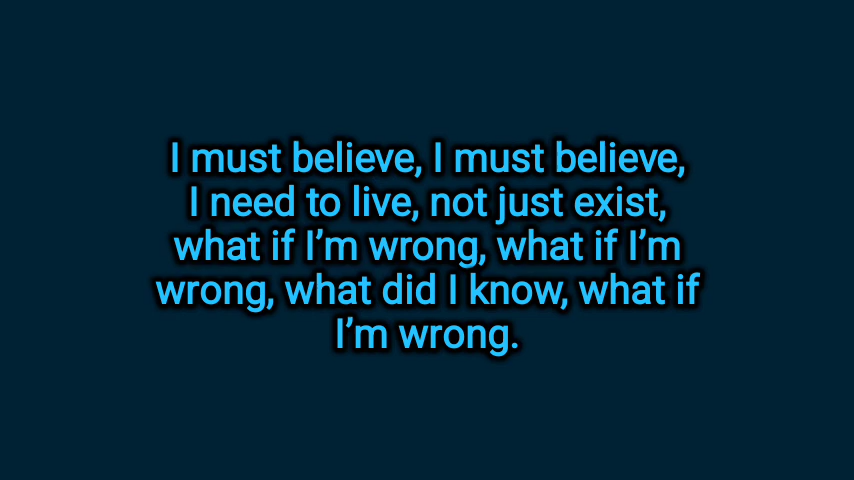 I must believe, I must believe,
I need to live, not just exist,
what if I’m wrong, what if I’m
wrong, what did I know, what if
I’m wrong.